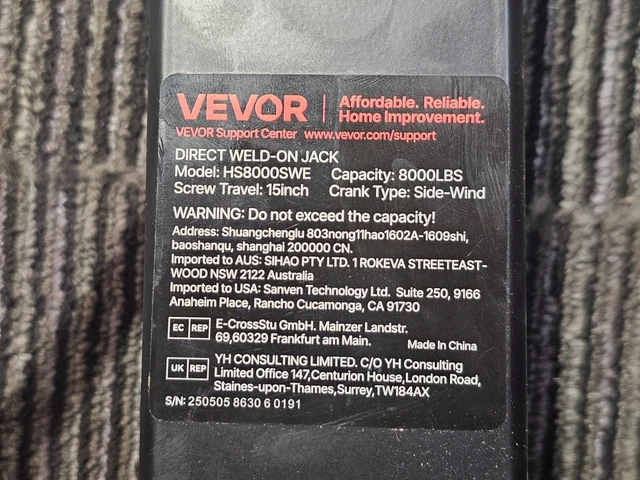 VEVOR
Affordable. Reliable.
Home Improvement.
VEVOR Support Center www.vevor.com/support
DIRECT WELD-ON JACK
Model: HS8000SWE Capacity: 8000LBS
Screw Travel: 15inch Crank Type: Side-Wind
WARNING: Do not exceed the capacity!
Address: Shuangchenglu 803nong11hao1602A-1609shi,
baoshanqu, shanghai 200000 CN.
Imported to AUS: SIHAO PTY LTD. 1 ROKEVA STREETEAST-
WOOD NSW 2122 Australia
Imported to USA: Sanven Technology Ltd. Suite 250, 9166
Anaheim Place, Rancho Cucamonga, CA 91730
EC REP
E-CrossStu GmbH. Mainzer Landstr.
69,60329 Frankfurt am Main.
Made In China
UK REP
YH CONSULTING LIMITED. C/O YH Consulting
Limited Office 147,Centurion House,London Road,
Staines-upon-Thames,Surrey,TW184AX
S/N: 250505 8630 6 0191